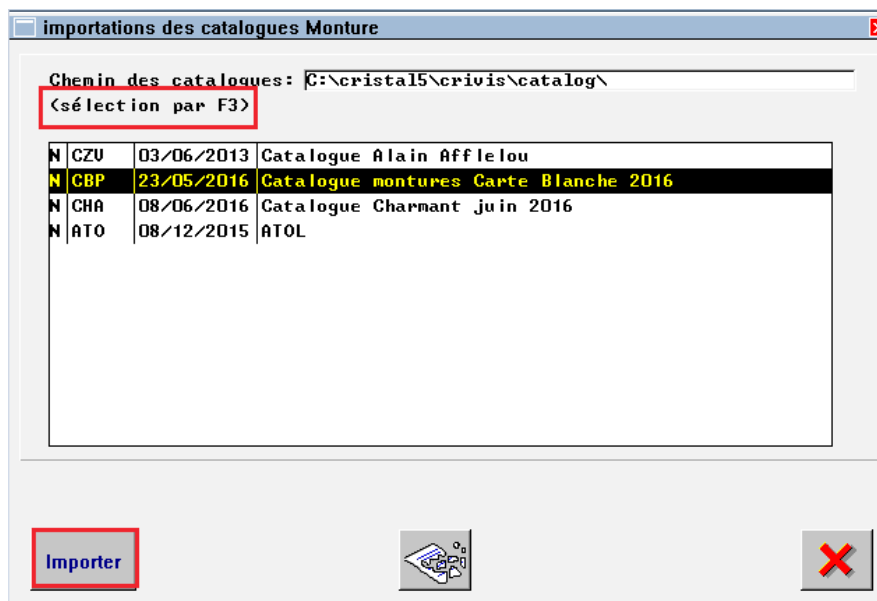 importations des catalogues Monture
Chemin des catalogues: C:\cristal5\crivis\catalog\
(sélection par F3)
N CZV 03/06/2013 Catalogue Alain Afflelou
N CBP 23/05/2016 Catalogue montures Carte Blanche 2016
N CHA 08/06/2016 Catalogue Charmant juin 2016
N ATO 08/12/2015 ATOL
Importer